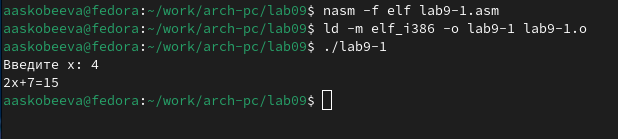 aaskobeeva@fedora:~/work/arch-pc/lab09$ nasm -f elf lab9-1.asm
aaskobeeva@fedora:~/work/arch-pc/lab09$ ld -m elf_i386 -o lab9-1 lab9-1.o
aaskobeeva@fedora:~/work/arch-pc/lab09$ ./lab9-1
Введите x: 4
2x+7=15
aaskobeeva@fedora:~/work/arch-pc/lab09$